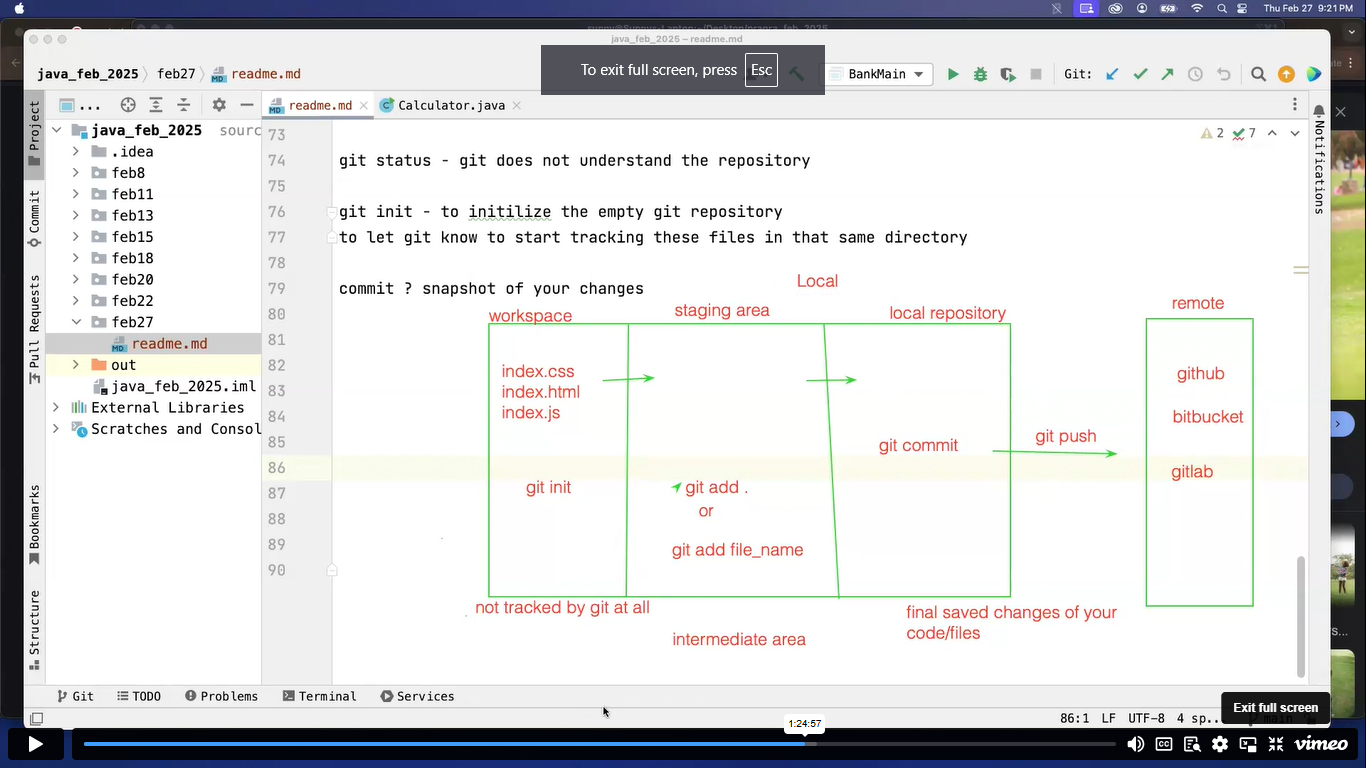 Thu Feb 27 9:21 PM
java_feb_2025 – readme.md
To exit full screen, press Esc
java_feb_2025 feb27 readme.md
BankMain
Git:
...
readme.md
Calculator.java
Project
Commit
Pull Requests
Bookmarks
Structure
Notifications
java_feb_2025 sourc
.idea
feb8
feb11
feb13
feb15
feb18
feb20
feb22
feb27
readme.md
out
java_feb_2025.iml
External Libraries
Scratches and Consol
2 7
73
74 git status - git does not understand the repository
75
76 git init - to initilize the empty git repository
77 to let git know to start tracking these files in that same directory
78
79 commit ? snapshot of your changes
80
81
82
83
84
85
86
87
88
89
90
Local
workspace
staging area
local repository
remote
index.css
index.html
index.js
github
bitbucket
gitlab
git commit
git push
git init
git add .
or
git add file_name
not tracked by git at all
intermediate area
final saved changes of your
code/files
Git
TODO
Problems
Terminal
Services
86:1 LF UTF-8 4 sp... main
Exit full screen
1:24:57
CC
vimeo